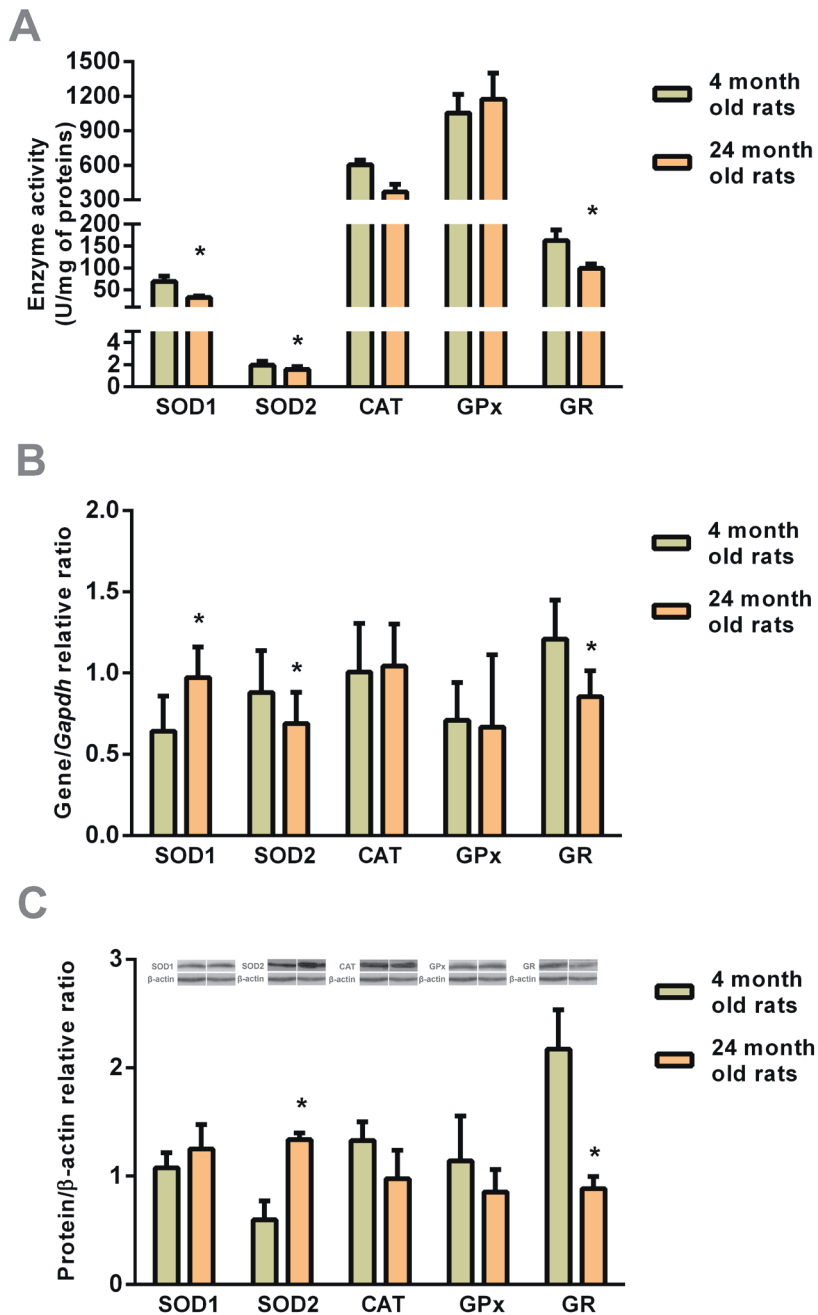 A
Enzyme activity
(U/mg of proteins)
1500
1200
900
600
300
200
150
100
50
4
2
0
*
*
*
SOD1 SOD2 CAT GPx GR
4 month
old rats
24 month
old rats
B
Gene/Gapdh relative ratio
2.0
1.5
1.0
0.5
0.0
*
*
*
SOD1 SOD2 CAT GPx GR
4 month
old rats
24 month
old rats
C
Protein/β-actin relative ratio
3
2
1
0
SOD1 SOD2 CAT GPx GR
β-actin β-actin β-actin β-actin β-actin
*
*
SOD1 SOD2 CAT GPx GR
4 month
old rats
24 month
old rats